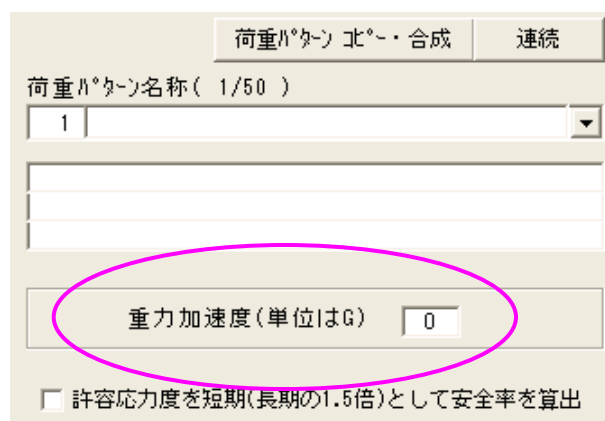 荷重ﾊﾟﾀｰﾝ ｺﾋﾟｰ・合成 連続
荷重ﾊﾟﾀｰﾝ名称( 1/50 )
1
重力加速度(単位はG) 0
許容応力度を短期(長期の1.5倍)として安全率を算出